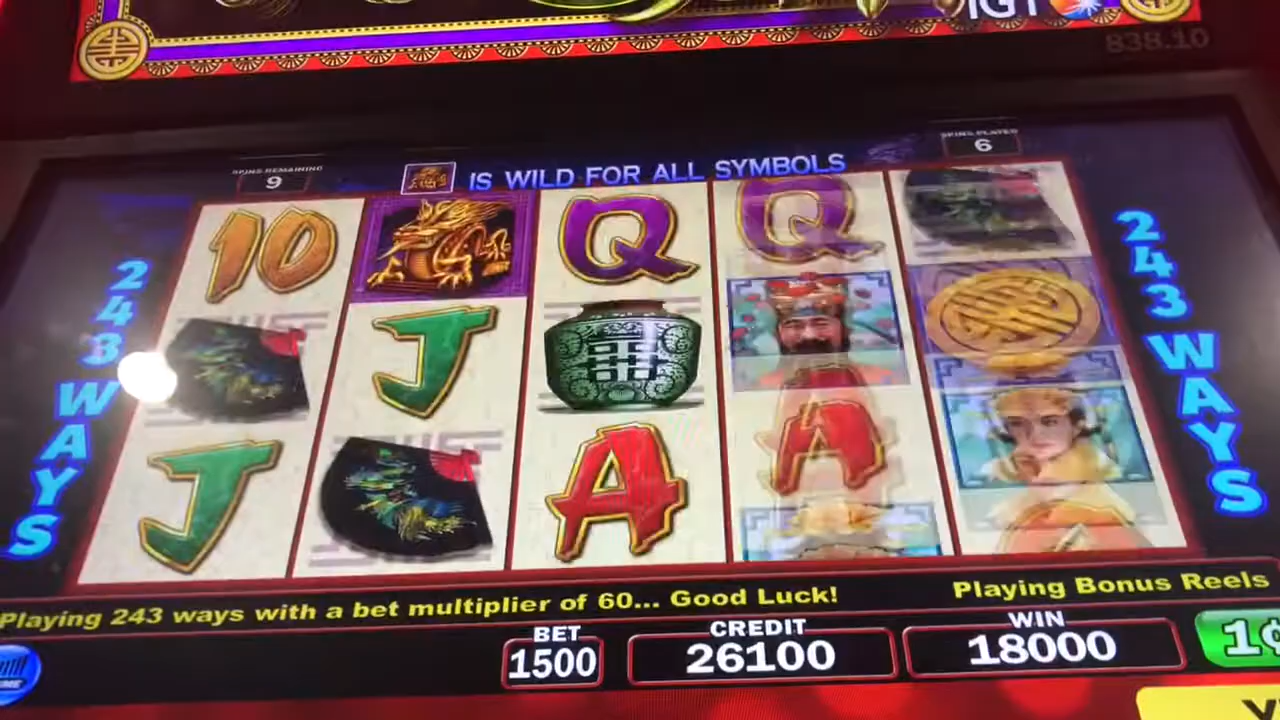 IGT
838.10
SPINS REMAINING
9
IS WILD FOR ALL SYMBOLS
SPINS PLAYED
6
243 WAYS
243 WAYS
10
Q
Q
J
J
A
A
Playing 243 ways with a bet multiplier of 60... Good Luck!
Playing Bonus Reels
BET
1500
CREDIT
26100
WIN
18000
1¢